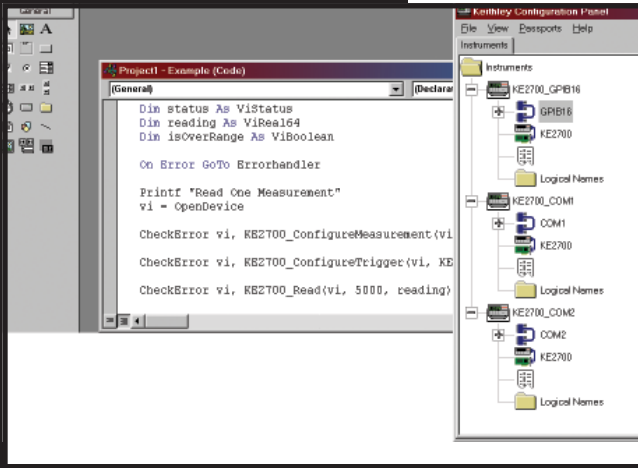 General
A
Project1 - Example (Code)
(General)
(Declara
Dim status As ViStatus
Dim reading As ViReal64
Dim isOverRange As ViBoolean
On Error GoTo Errorhandler
Printf "Read One Measurement"
vi = OpenDevice
CheckError vi, KE2700_ConfigureMeasurement(vi
CheckError vi, KE2700_ConfigureTrigger(vi, KE
CheckError vi, KE2700_Read(vi, 5000, reading)
Keithley Configuration Panel
File View Passports Help
Instruments
Instruments
KE2700_GPIB16
GPIB16
KE2700
Logical Names
KE2700_COM1
COM1
KE2700
Logical Names
KE2700_COM2
COM2
KE2700
Logical Names